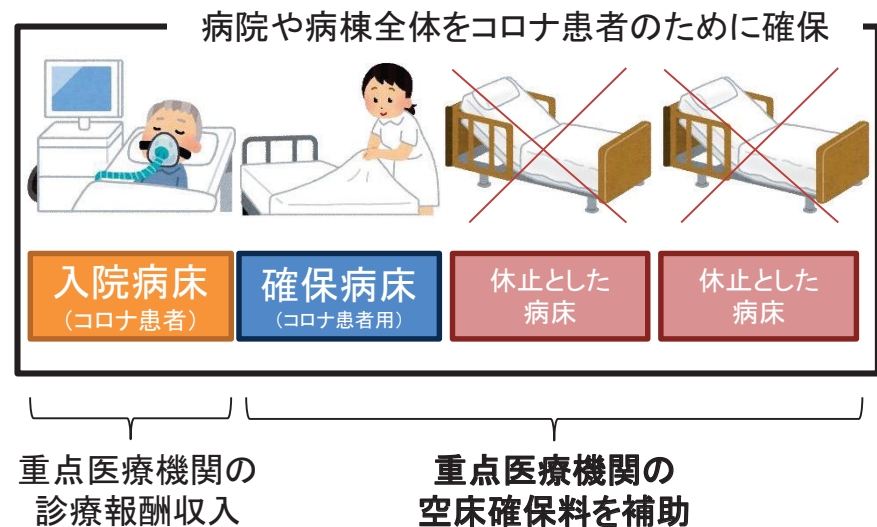 病院や病棟全体をコロナ患者のために確保
入院病床
（コロナ患者）
確保病床
（コロナ患者用）
休止とした
病床
休止とした
病床
重点医療機関の
診療報酬収入
重点医療機関の
空床確保料を補助